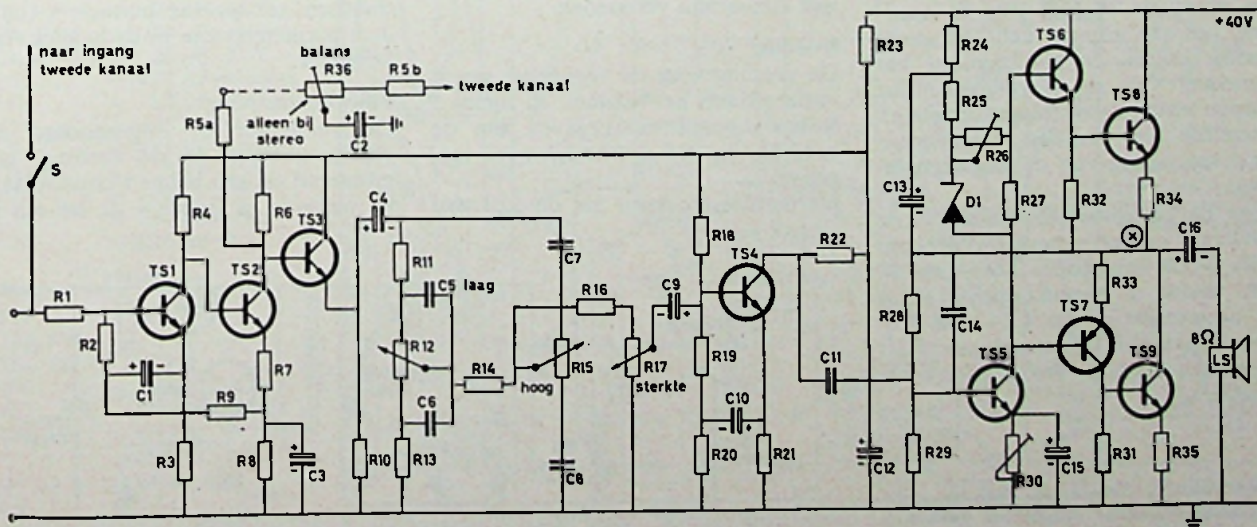 naar ingang
tweede kanaal
balans
R36
R5b
tweede kanaal
R5a
alleen bij
stereo
+ -
C2
S
R4
R6
TS3
C4
+ -
R11
C5 laag
C7
R18
TS4
R22
R23
R24
R25
R26
TS6
+40V
TS8
C13
+
-
D1
R27
R32
R34
x
C16
+ -
R1
TS1
TS2
R2
C1
+ -
R7
R9
R12
R14
hoog
R15
R16
R17
sterkte
C9
- +
R19
C11
R28
C14
R33
TS7
TS5
TS9
8Ω
LS
R3
R8
+
-
C3
R10
C6
R13
C8
C10
- +
R20
R21
+
-
C12
R29
R30
+
-
C15
R31
R35